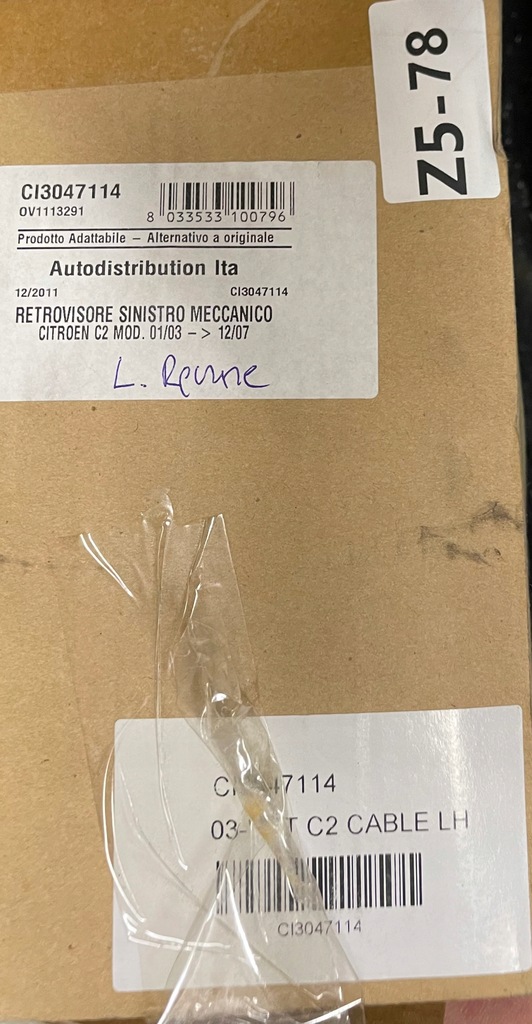 Z5-78
CI3047114
OV1113291
8 033533 100796
Prodotto Adattabile – Alternativo a originale
Autodistribution Ita
12/2011 CI3047114
RETROVISORE SINISTRO MECCANICO
CITROEN C2 MOD. 01/03 –> 12/07
L.
C2 CABLE LH
CI3047114